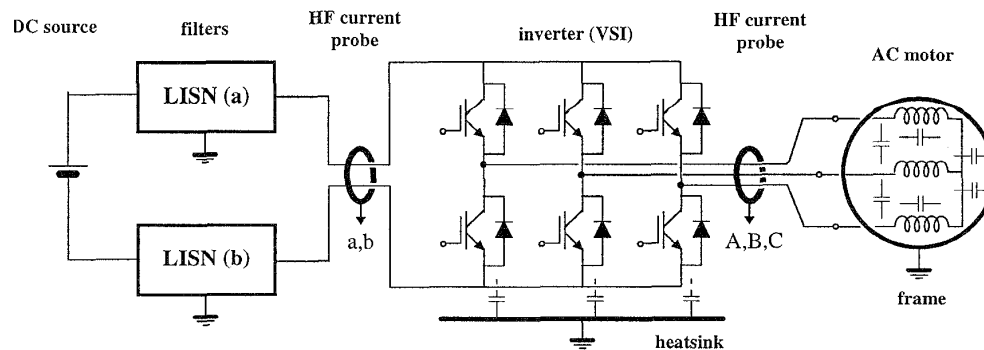 DC source
filters
HF current
probe
inverter (VSI)
HF current
probe
AC motor
LISN (a)
LISN (b)
a,b
A,B,C
frame
heatsink